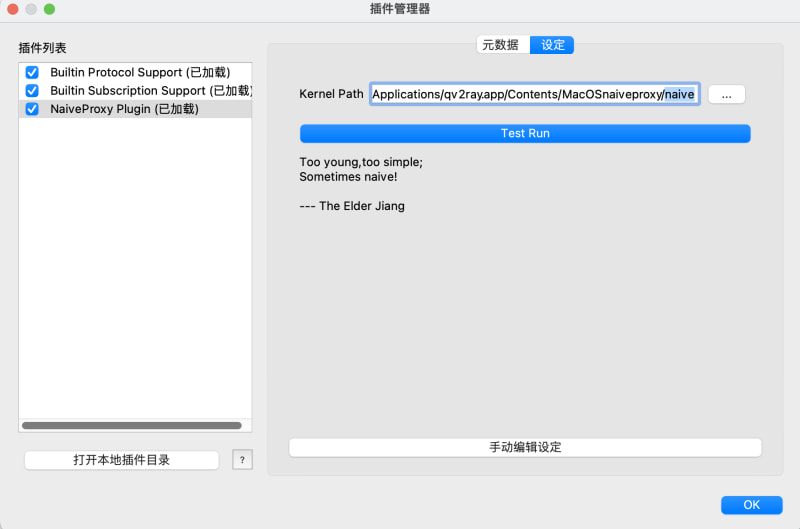 插件管理器
插件列表
Builtin Protocol Support (已加载)
Builtin Subscription Support (已加载)
NaiveProxy Plugin (已加载)
打开本地插件目录
?
元数据
设定
Kernel Path
Applications/qv2ray.app/Contents/MacOSnaiveproxy/naive
...
Test Run
Too young,too simple;
Sometimes naive!
--- The Elder Jiang
手动编辑设定
OK